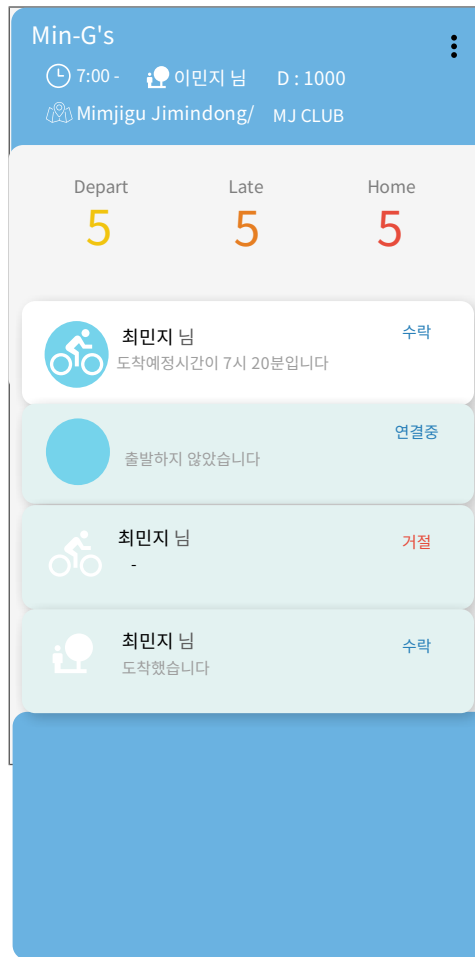 Min-G's
7:00 - 이민지 님 D : 1000
Mimjigu Jimindong/ MJ CLUB
Depart Late Home
5 5 5
최민지 님 수락
도착예정시간이 7시 20분입니다
연결중
출발하지 않았습니다
최민지 님 거절
-
최민지 님 수락
도착했습니다